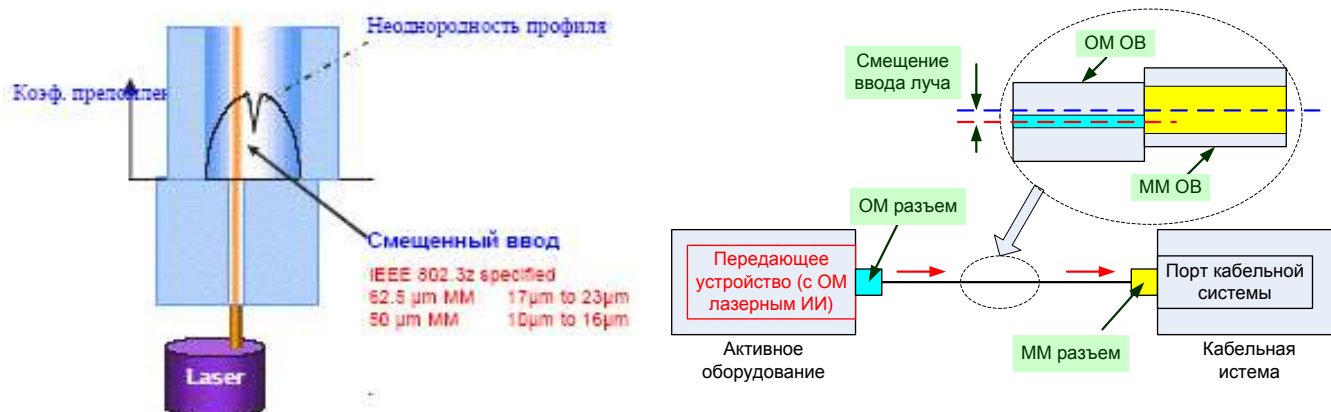 Неоднородность профиля
Коэф. преломлен
Смещенный ввод
IEEE 802.3z specified
62.5 µm MM 17µm to 23µm
50 µm MM 10µm to 16µm
Laser
Смещение
ввода луча
ОМ ОВ
ММ ОВ
ОМ разъем
Передающее
устройство (с ОМ
лазерным ИИ)
Порт кабельной
системы
ММ разъем
Активное
оборудование
Кабельная
истема